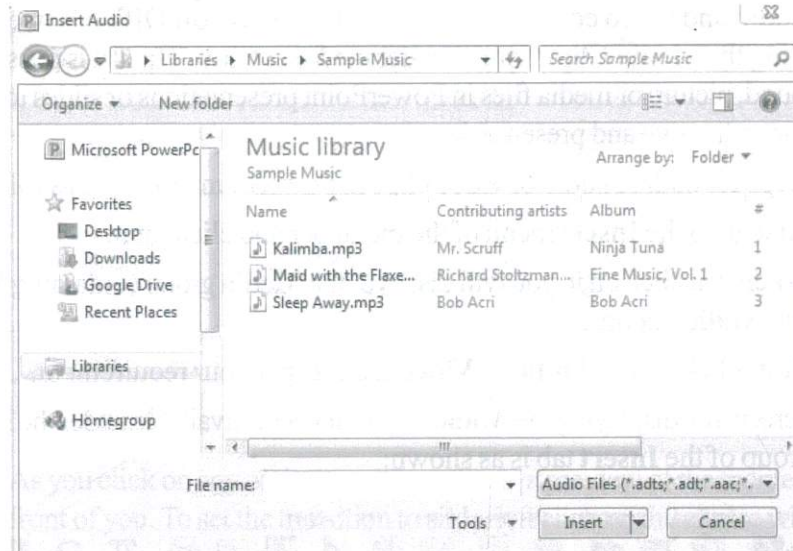 Insert Audio
Libraries Music Sample Music Search Sample Music
Organize New folder
Microsoft PowerPc
Music library
Sample Music
Arrange by: Folder
Favorites
Desktop
Downloads
Google Drive
Recent Places
Libraries
Homegroup
Name Contributing artists Album #
Kalimba.mp3 Mr. Scruff Ninja Tuna 1
Maid with the Flaxe... Richard Stoltzman... Fine Music, Vol. 1 2
Sleep Away.mp3 Bob Acri Bob Acri 3
File name: Audio Files (*.adts;*.adt;*.aac;*.
Tools Insert Cancel